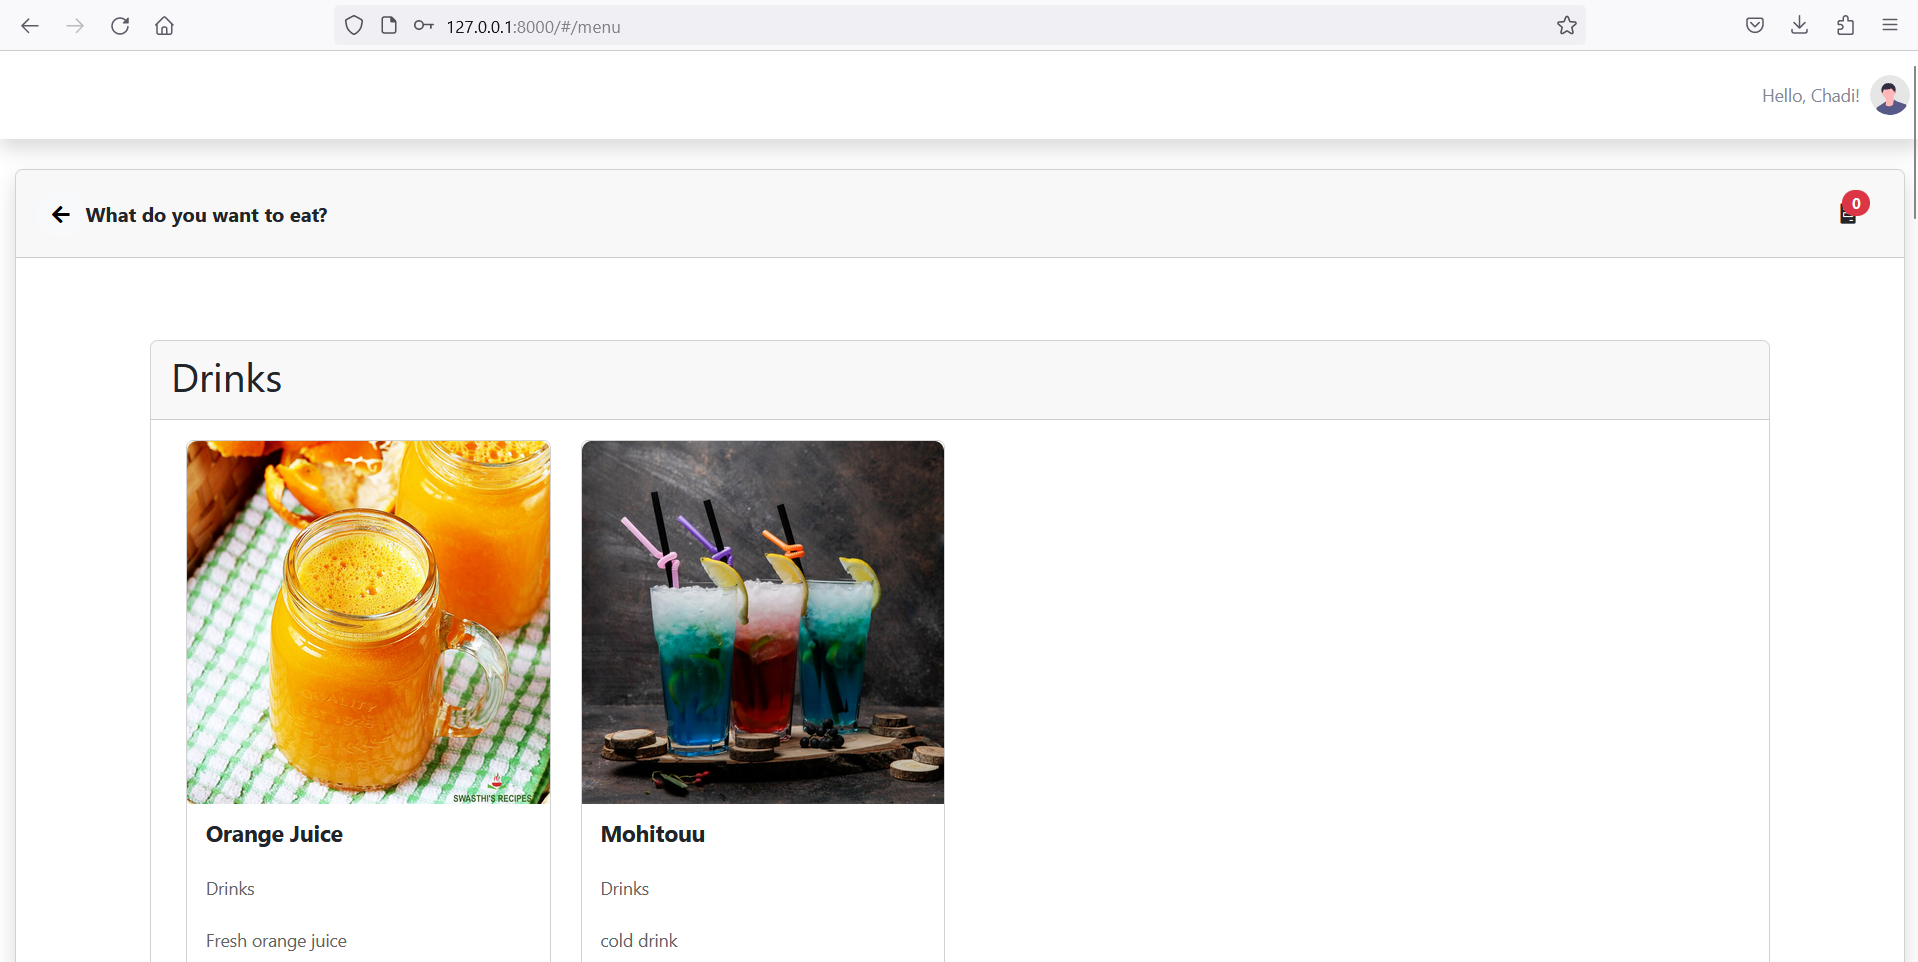 127.0.0.1:8000/#/menu
Hello, Chadi!
What do you want to eat?
0
Drinks
QUALITY
SWASTHI'S RECIPES
Orange Juice
Mohitouu
Drinks
Drinks
Fresh orange juice
cold drink